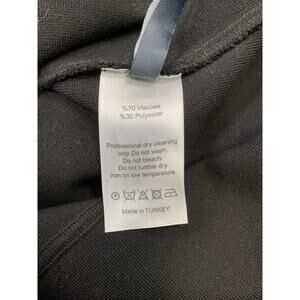 %70 Viscose
%30 Polyester
Professional dry cleaning
only. Do not wash.
Do not bleach.
Do not tumble dry.
Iron on low temperature.
Made in TURKEY